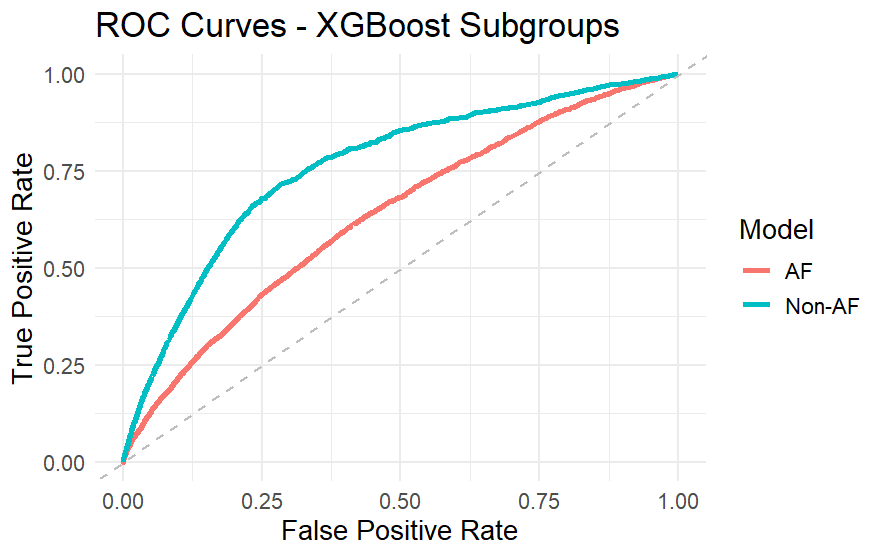 ROC Curves - XGBoost Subgroups
True Positive Rate
1.00
0.75
0.50
0.25
0.00
0.00 0.25 0.50 0.75 1.00
False Positive Rate
Model
AF
Non-AF